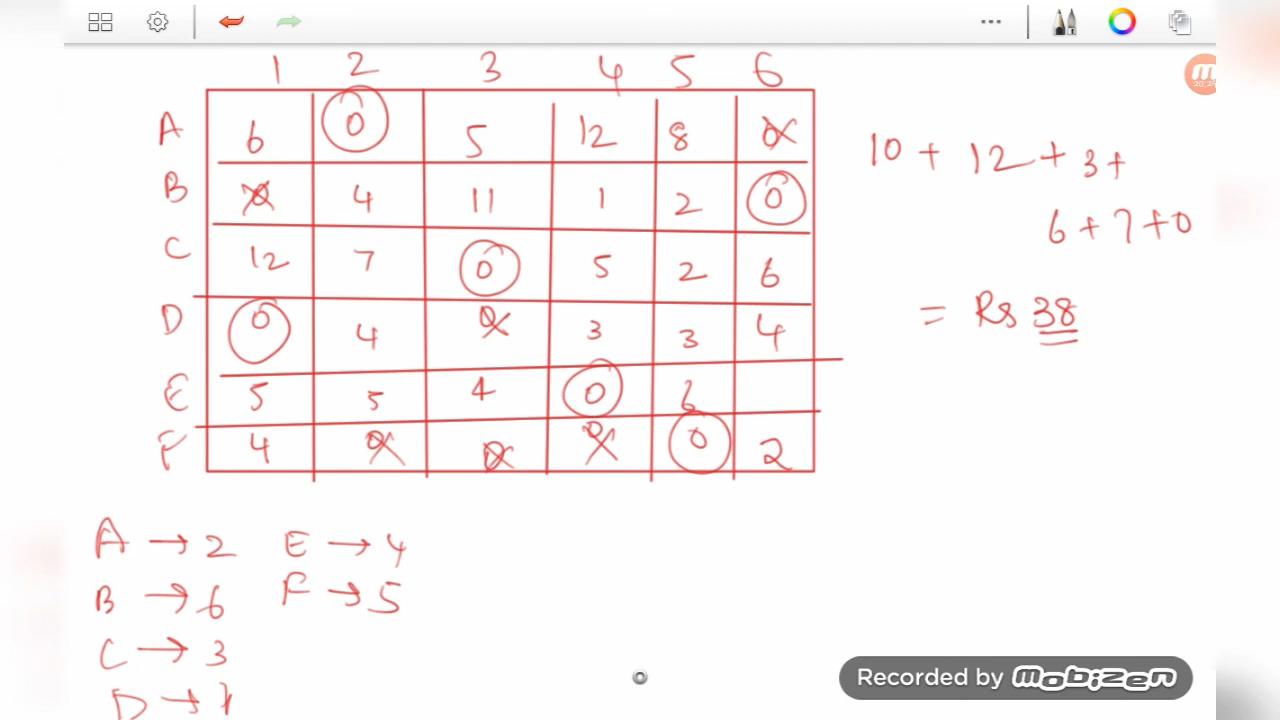 1 2 3 4 5 6
A 6 0 5 12 8 0
B 0 4 11 1 2 0
C 12 7 0 5 2 6
D 0 4 0 3 3 4
E 5 5 4 0 6
F 4 0 0 0 0 2
10 + 12 + 3 +
6 + 7 + 0
= Rs 38
A → 2 E → 4
B → 6 F → 5
C → 3
D → 1
Recorded by mobizen